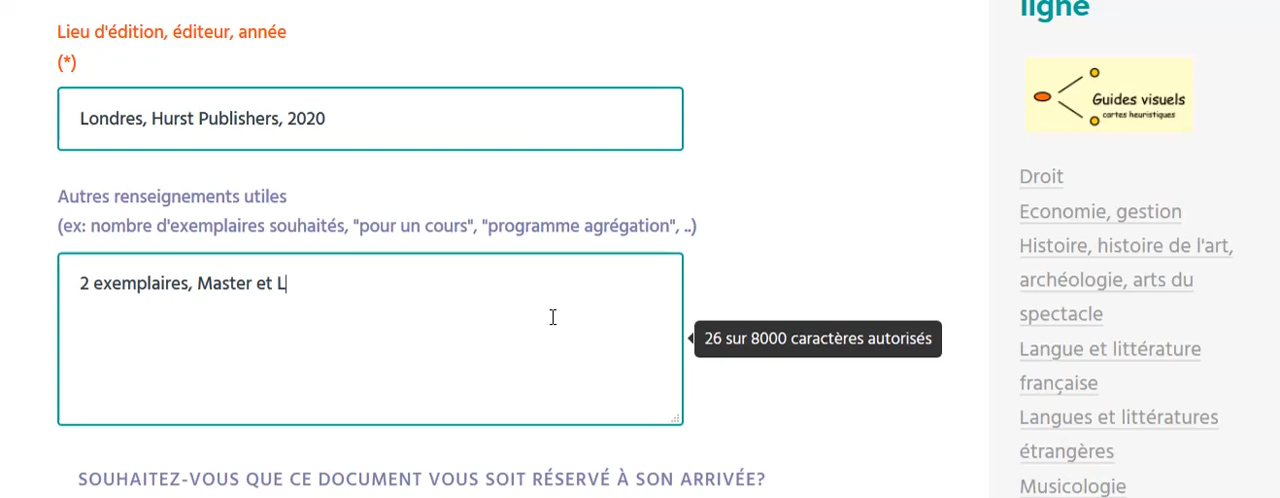 Lieu d'édition, éditeur, année
(*)
Londres, Hurst Publishers, 2020
Autres renseignements utiles
(ex: nombre d'exemplaires souhaités, "pour un cours", "programme agrégation", ..)
2 exemplaires, Master et L
26 sur 8000 caractères autorisés
SOUHAITEZ-VOUS QUE CE DOCUMENT VOUS SOIT RÉSERVÉ À SON ARRIVÉE?
ligne
Guides visuels
cartes heuristiques
Droit
Economie, gestion
Histoire, histoire de l'art,
archéologie, arts du
spectacle
Langue et littérature
française
Langues et littératures
étrangères
Musicologie